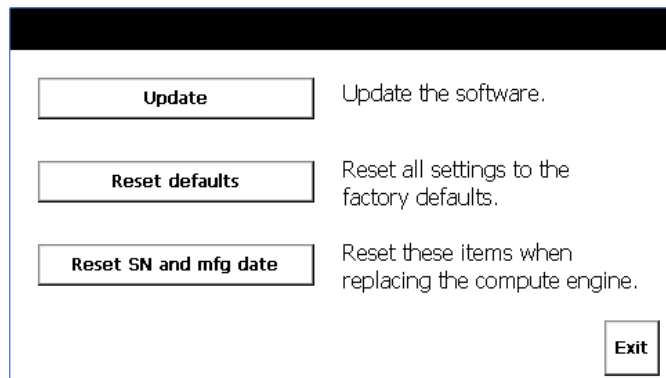 Update
Update the software.
Reset defaults
Reset all settings to the
factory defaults.
Reset SN and mfg date
Reset these items when
replacing the compute engine.
Exit